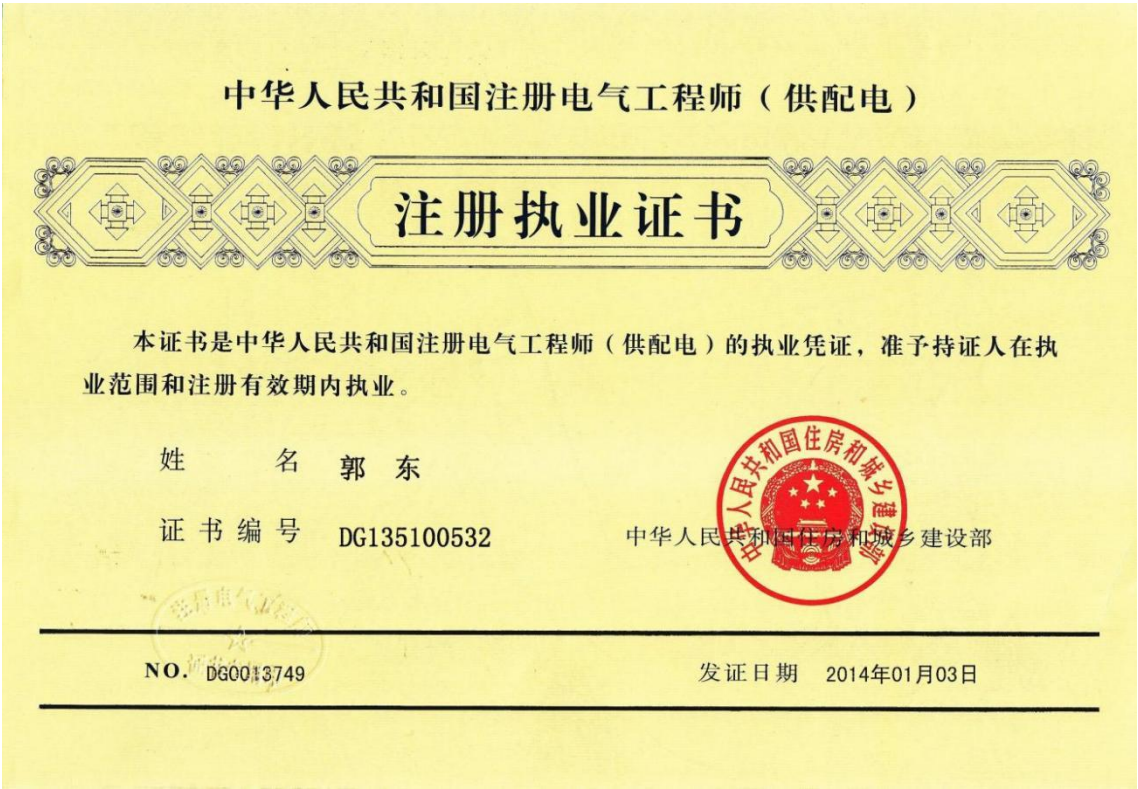 中华人民共和国注册电气工程师（供配电）
注册执业证书
本证书是中华人民共和国注册电气工程师（供配电）的执业凭证，准予持证人在执
业范围和注册有效期内执业。
姓 名 郭 东
证书编号 DG135100532
中华人民共和国住房和城乡建设部
中华人民共和国住房和城乡建设部
NO. DG0013749
发证日期 2014年01月03日